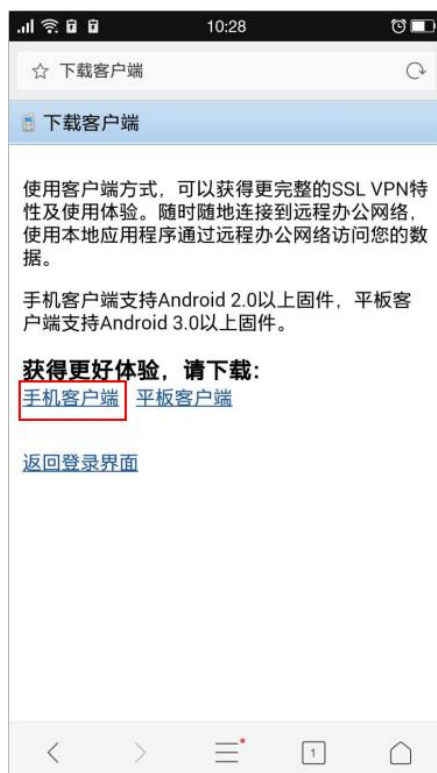 10:28
下载客户端
下载客户端
使用客户端方式，可以获得更完整的SSL VPN特
性及使用体验。随时随地连接到远程办公网络，
使用本地应用程序通过远程办公网络访问您的数
据。
手机客户端支持Android 2.0以上固件，平板客
户端支持Android 3.0以上固件。
获得更好体验，请下载：
手机客户端 平板客户端
返回登录界面
1